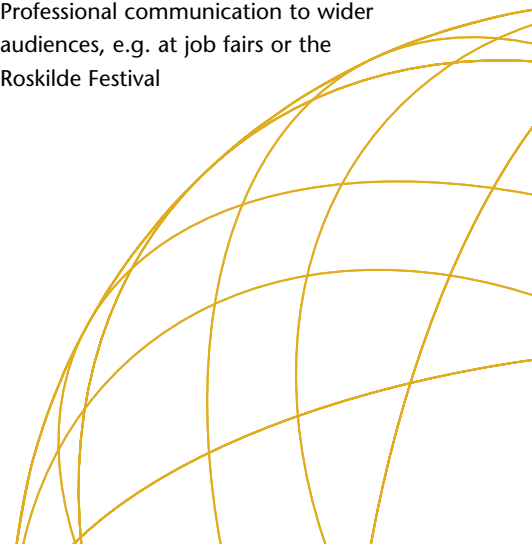 Professional communication to wider
audiences, e.g. at job fairs or the
Roskilde Festival